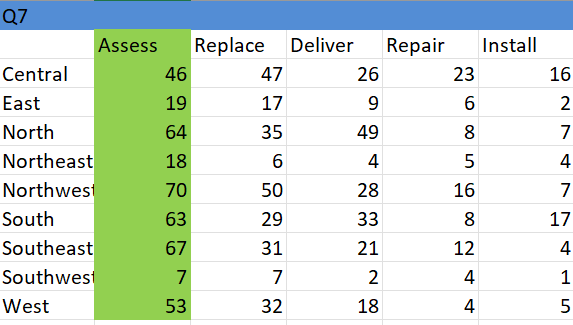 Q7
Assess Replace Deliver Repair Install
Central 46 47 26 23 16
East 19 17 9 6 2
North 64 35 49 8 7
Northeast 18 6 4 5 4
Northwest 70 50 28 16 7
South 63 29 33 8 17
Southeast 67 31 21 12 4
Southwest 7 7 2 4 1
West 53 32 18 4 5